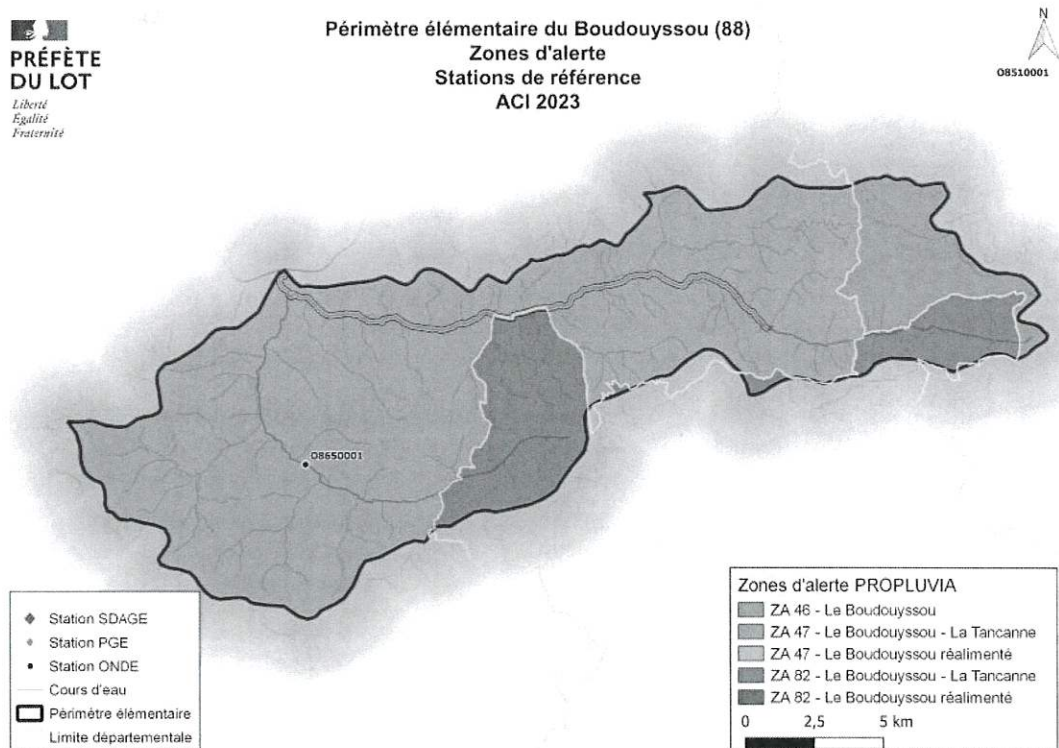 PRÉFÈTE
DU LOT
Liberté
Égalité
Fraternité
Périmètre élémentaire du Boudouyssou (88)
Zones d'alerte
Stations de référence
ACI 2023
N
O8510001
O8650001
Station SDAGE
Station PGE
Station ONDE
Cours d'eau
Périmètre élémentaire
Limite départementale
Zones d'alerte PROPLUVIA
ZA 46 - Le Boudouyssou
ZA 47 - Le Boudouyssou - La Tancanne
ZA 47 - Le Boudouyssou réalimenté
ZA 82 - Le Boudouyssou - La Tancanne
ZA 82 - Le Boudouyssou réalimenté
0 2,5 5 km